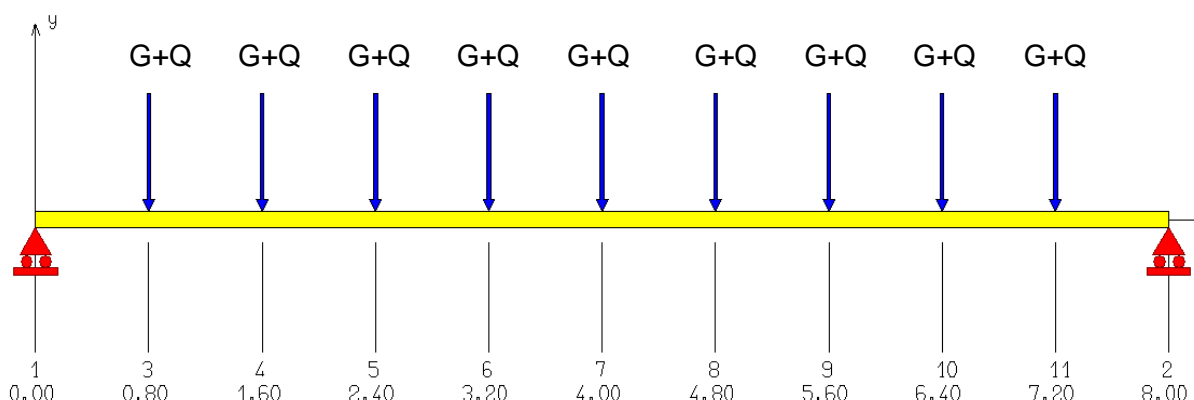 y
G+Q G+Q G+Q G+Q G+Q G+Q G+Q G+Q G+Q
1 3 4 5 6 7 8 9 10 11 2
0.00 0.80 1.60 2.40 3.20 4.00 4.80 5.60 6.40 7.20 8.00